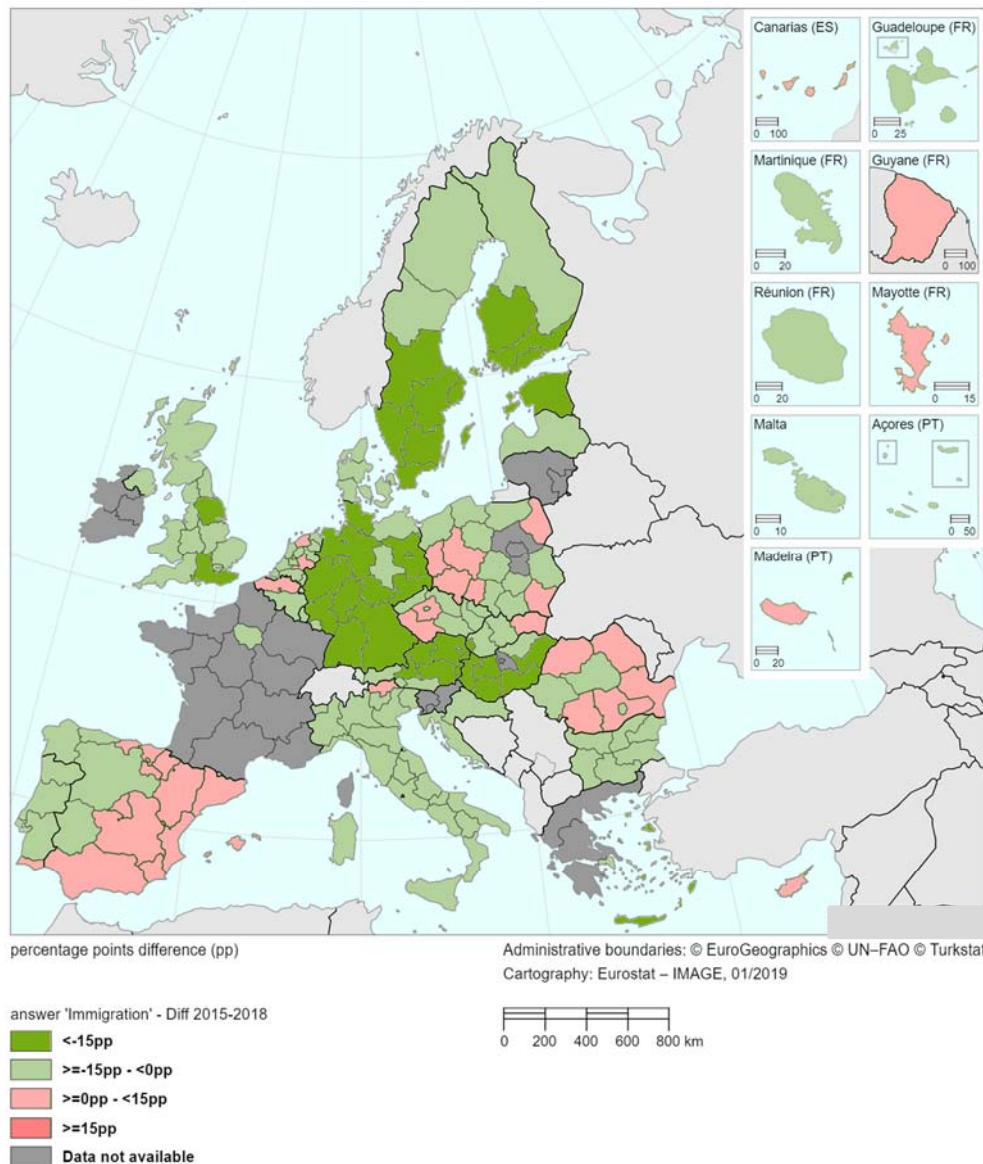 Canarias (ES)
0 100
Guadeloupe (FR)
0 25
Martinique (FR)
0 20
Guyane (FR)
0 100
Réunion (FR)
0 20
Mayotte (FR)
0 15
Malta
0 10
Açores (PT)
0 50
Madeira (PT)
0 20
percentage points difference (pp)
Administrative boundaries: © EuroGeographics © UN–FAO © Turkstat
Cartography: Eurostat – IMAGE, 01/2019
answer 'Immigration' - Diff 2015-2018
<-15pp
>=-15pp - <0pp
>=0pp - <15pp
>=15pp
Data not available
0 200 400 600 800 km